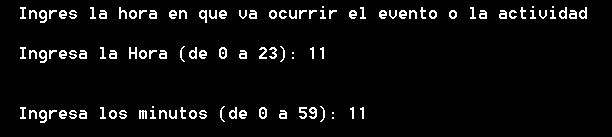 Ingres la hora en que va ocurrir el evento o la actividad
Ingresa la Hora (de 0 a 23): 11
Ingresa los minutos (de 0 a 59): 11